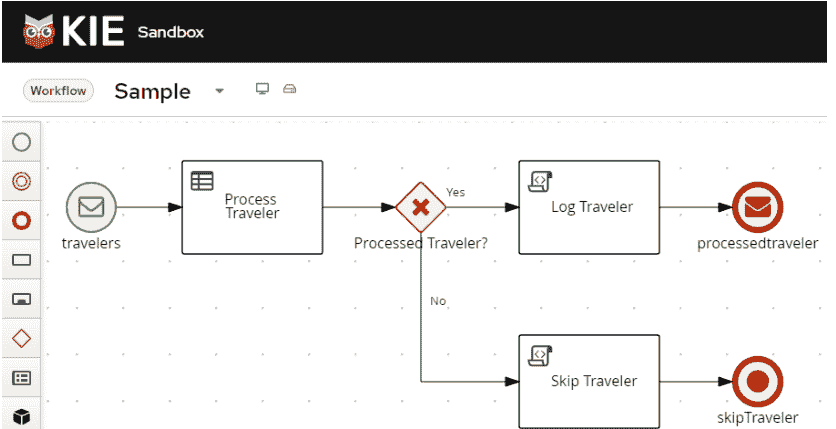 KIE Sandbox
Workflow Sample
Process
Traveler
Yes
Log Traveler
travelers
Processed Traveler?
processedtraveler
No
Skip Traveler
skipTraveler